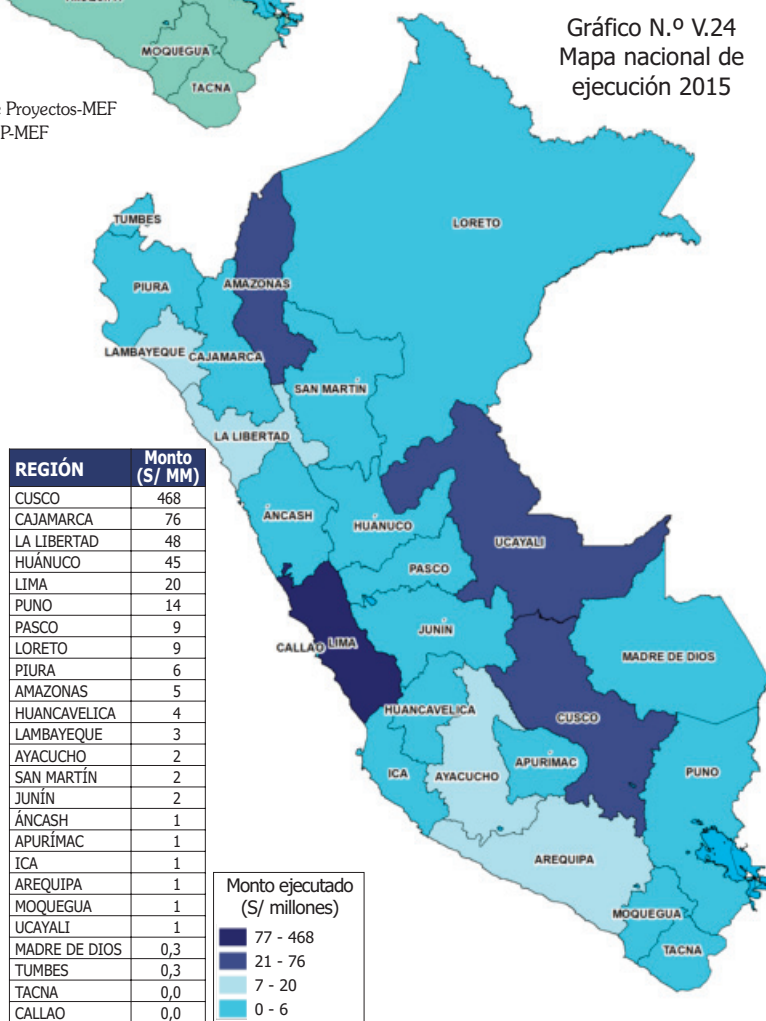 MOQUEGUA
TACNA
Proyectos-MEF
P-MEF
Gráfico N.º V.24
Mapa nacional de
ejecución 2015
TUMBES
LORETO
PIURA
AMAZONAS
LAMBAYEQUE
CAJAMARCA
SAN MARTÍN
LA LIBERTAD
ÁNCASH
HUÁNUCO
UCAYALI
PASCO
JUNÍN
CALLAO
LIMA
MADRE DE DIOS
HUANCAVELICA
CUSCO
ICA
AYACUCHO
APURÍMAC
PUNO
AREQUIPA
MOQUEGUA
TACNA
REGIÓN Monto (S/ MM)
CUSCO 468
CAJAMARCA 76
LA LIBERTAD 48
HUÁNUCO 45
LIMA 20
PUNO 14
PASCO 9
LORETO 9
PIURA 6
AMAZONAS 5
HUANCAVELICA 4
LAMBAYEQUE 3
AYACUCHO 2
SAN MARTÍN 2
JUNÍN 2
ÁNCASH 1
APURÍMAC 1
ICA 1
AREQUIPA 1
MOQUEGUA 1
UCAYALI 1
MADRE DE DIOS 0,3
TUMBES 0,3
TACNA 0,0
CALLAO 0,0
Monto ejecutado
(S/ millones)
77 - 468
21 - 76
7 - 20
0 - 6